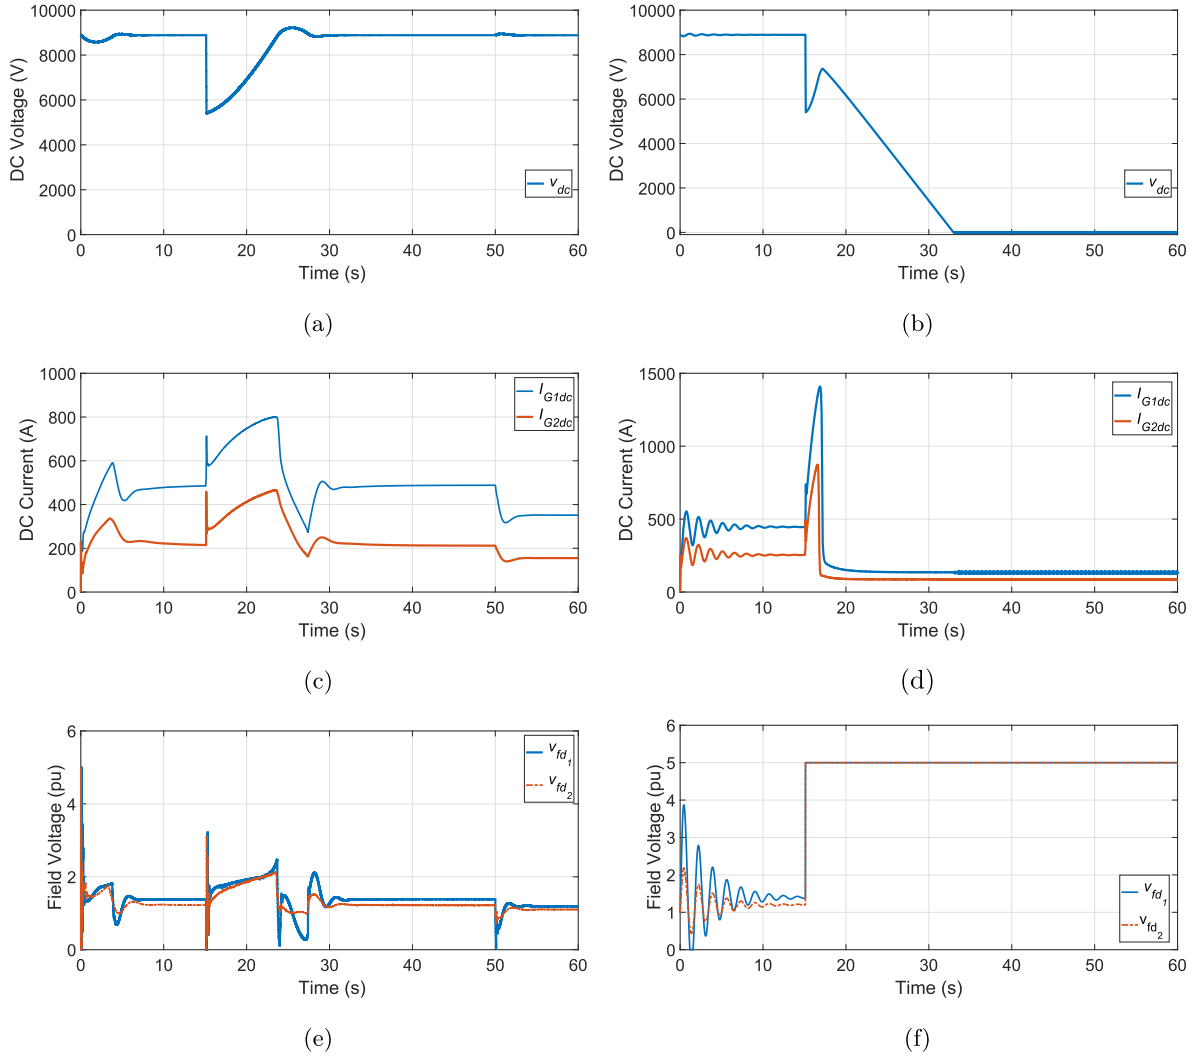 DC Voltage (V)
10000
8000
6000
4000
2000
0
0 10 20 30 40 50 60
Time (s)
v_dc
(a)
DC Voltage (V)
10000
8000
6000
4000
2000
0
0 10 20 30 40 50 60
Time (s)
v_dc
(b)
DC Current (A)
1000
800
600
400
200
0
0 10 20 30 40 50 60
Time (s)
I_G1dc
I_G2dc
(c)
DC Current (A)
1500
1000
500
0
0 10 20 30 40 50 60
Time (s)
I_G1dc
I_G2dc
(d)
Field Voltage (pu)
6
4
2
0
0 10 20 30 40 50 60
Time (s)
v_fd_1
v_fd_2
(e)
Field Voltage (pu)
6
5
4
3
2
1
0
0 10 20 30 40 50 60
Time (s)
v_fd_1
v_fd_2
(f)